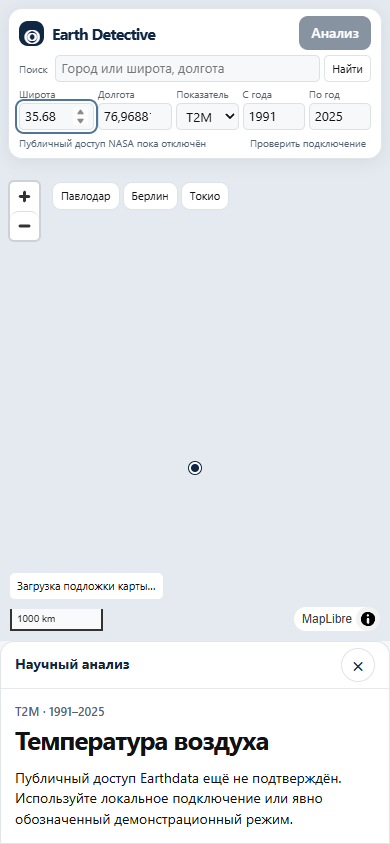 Earth Detective
Анализ
Поиск
Город или широта, долгота
Найти
Широта
Долгота
Показатель
С года
По год
35.68
76,9688
T2M
1991
2025
Публичный доступ NASA пока отключён
Проверить подключение
Павлодар
Берлин
Токио
Загрузка подложки карты...
1000 km
MapLibre
Научный анализ
T2M · 1991–2025
Температура воздуха
Публичный доступ Earthdata ещё не подтверждён.
Используйте локальное подключение или явно
обозначенный демонстрационный режим.